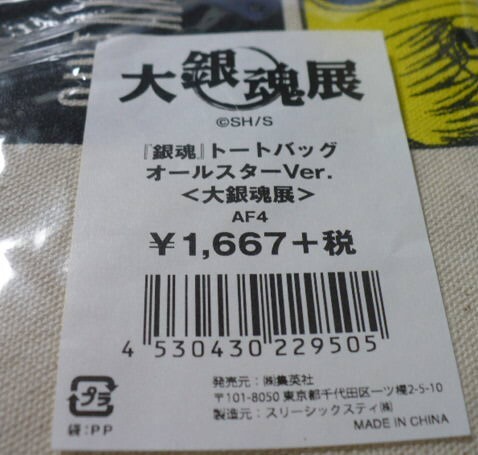 大銀魂展
©SH/S
『銀魂』トートバッグ
オールスターVer.
＜大銀魂展＞
AF4
￥1,667＋税
4 530430 229505
発売元：㈱集英社
〒101-8050 東京都千代田区一ツ橋2-5-10
製造元：スリーシックスティ㈱
MADE IN CHINA
プラ
袋：PP